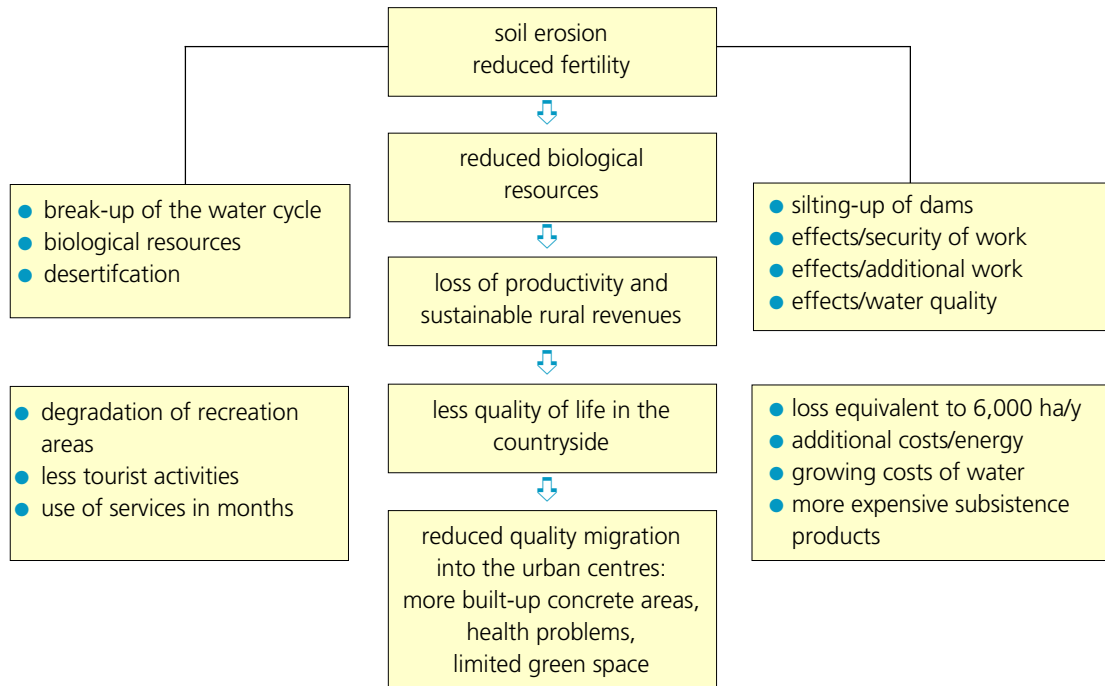 soil erosion
reduced fertility
reduced biological
resources
● break-up of the water cycle
● biological resources
● desertifcation
● silting-up of dams
● effects/security of work
● effects/additional work
● effects/water quality
loss of productivity and
sustainable rural revenues
● degradation of recreation
areas
● less tourist activities
● use of services in months
less quality of life in the
countryside
● loss equivalent to 6,000 ha/y
● additional costs/energy
● growing costs of water
● more expensive subsistence
products
reduced quality migration
into the urban centres:
more built-up concrete areas,
health problems,
limited green space